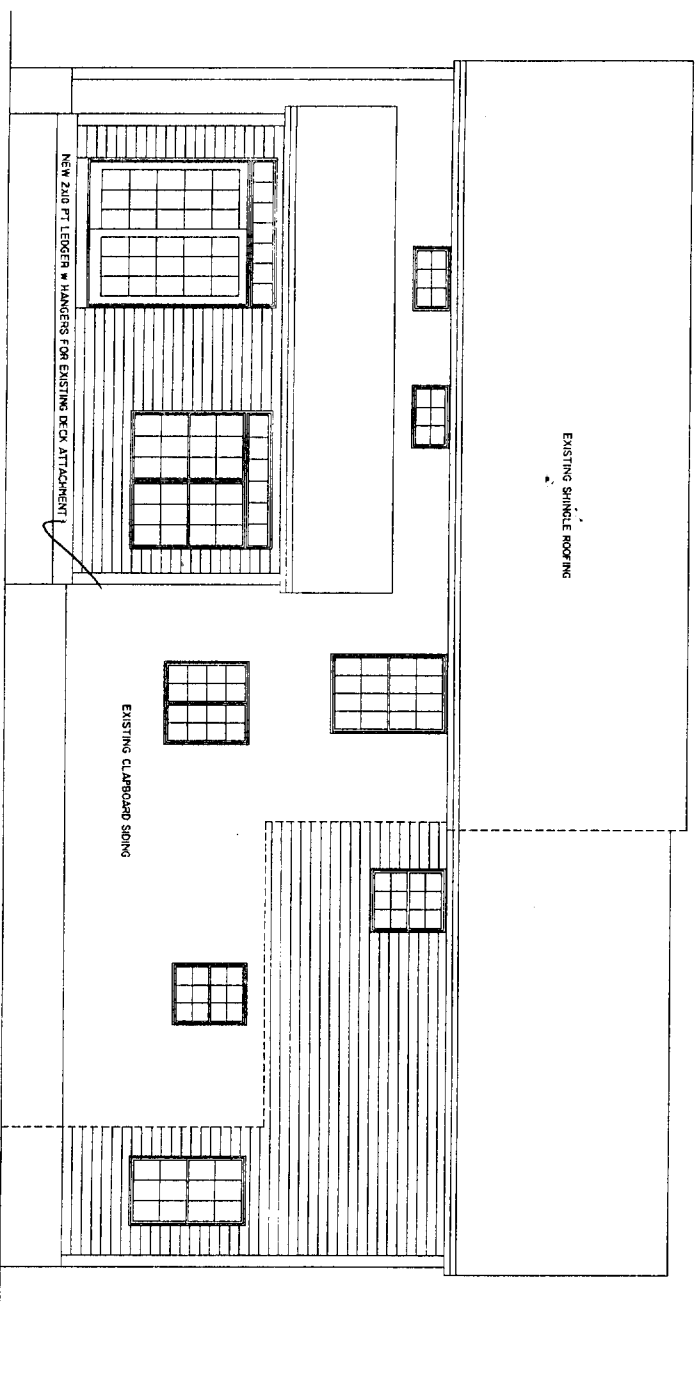 EXISTING SHINGLE ROOFING
EXISTING CLAPBOARD SIDING
NEW 2X10 PT LEDGER w HANGERS FOR EXISTING DECK ATTACHMENT